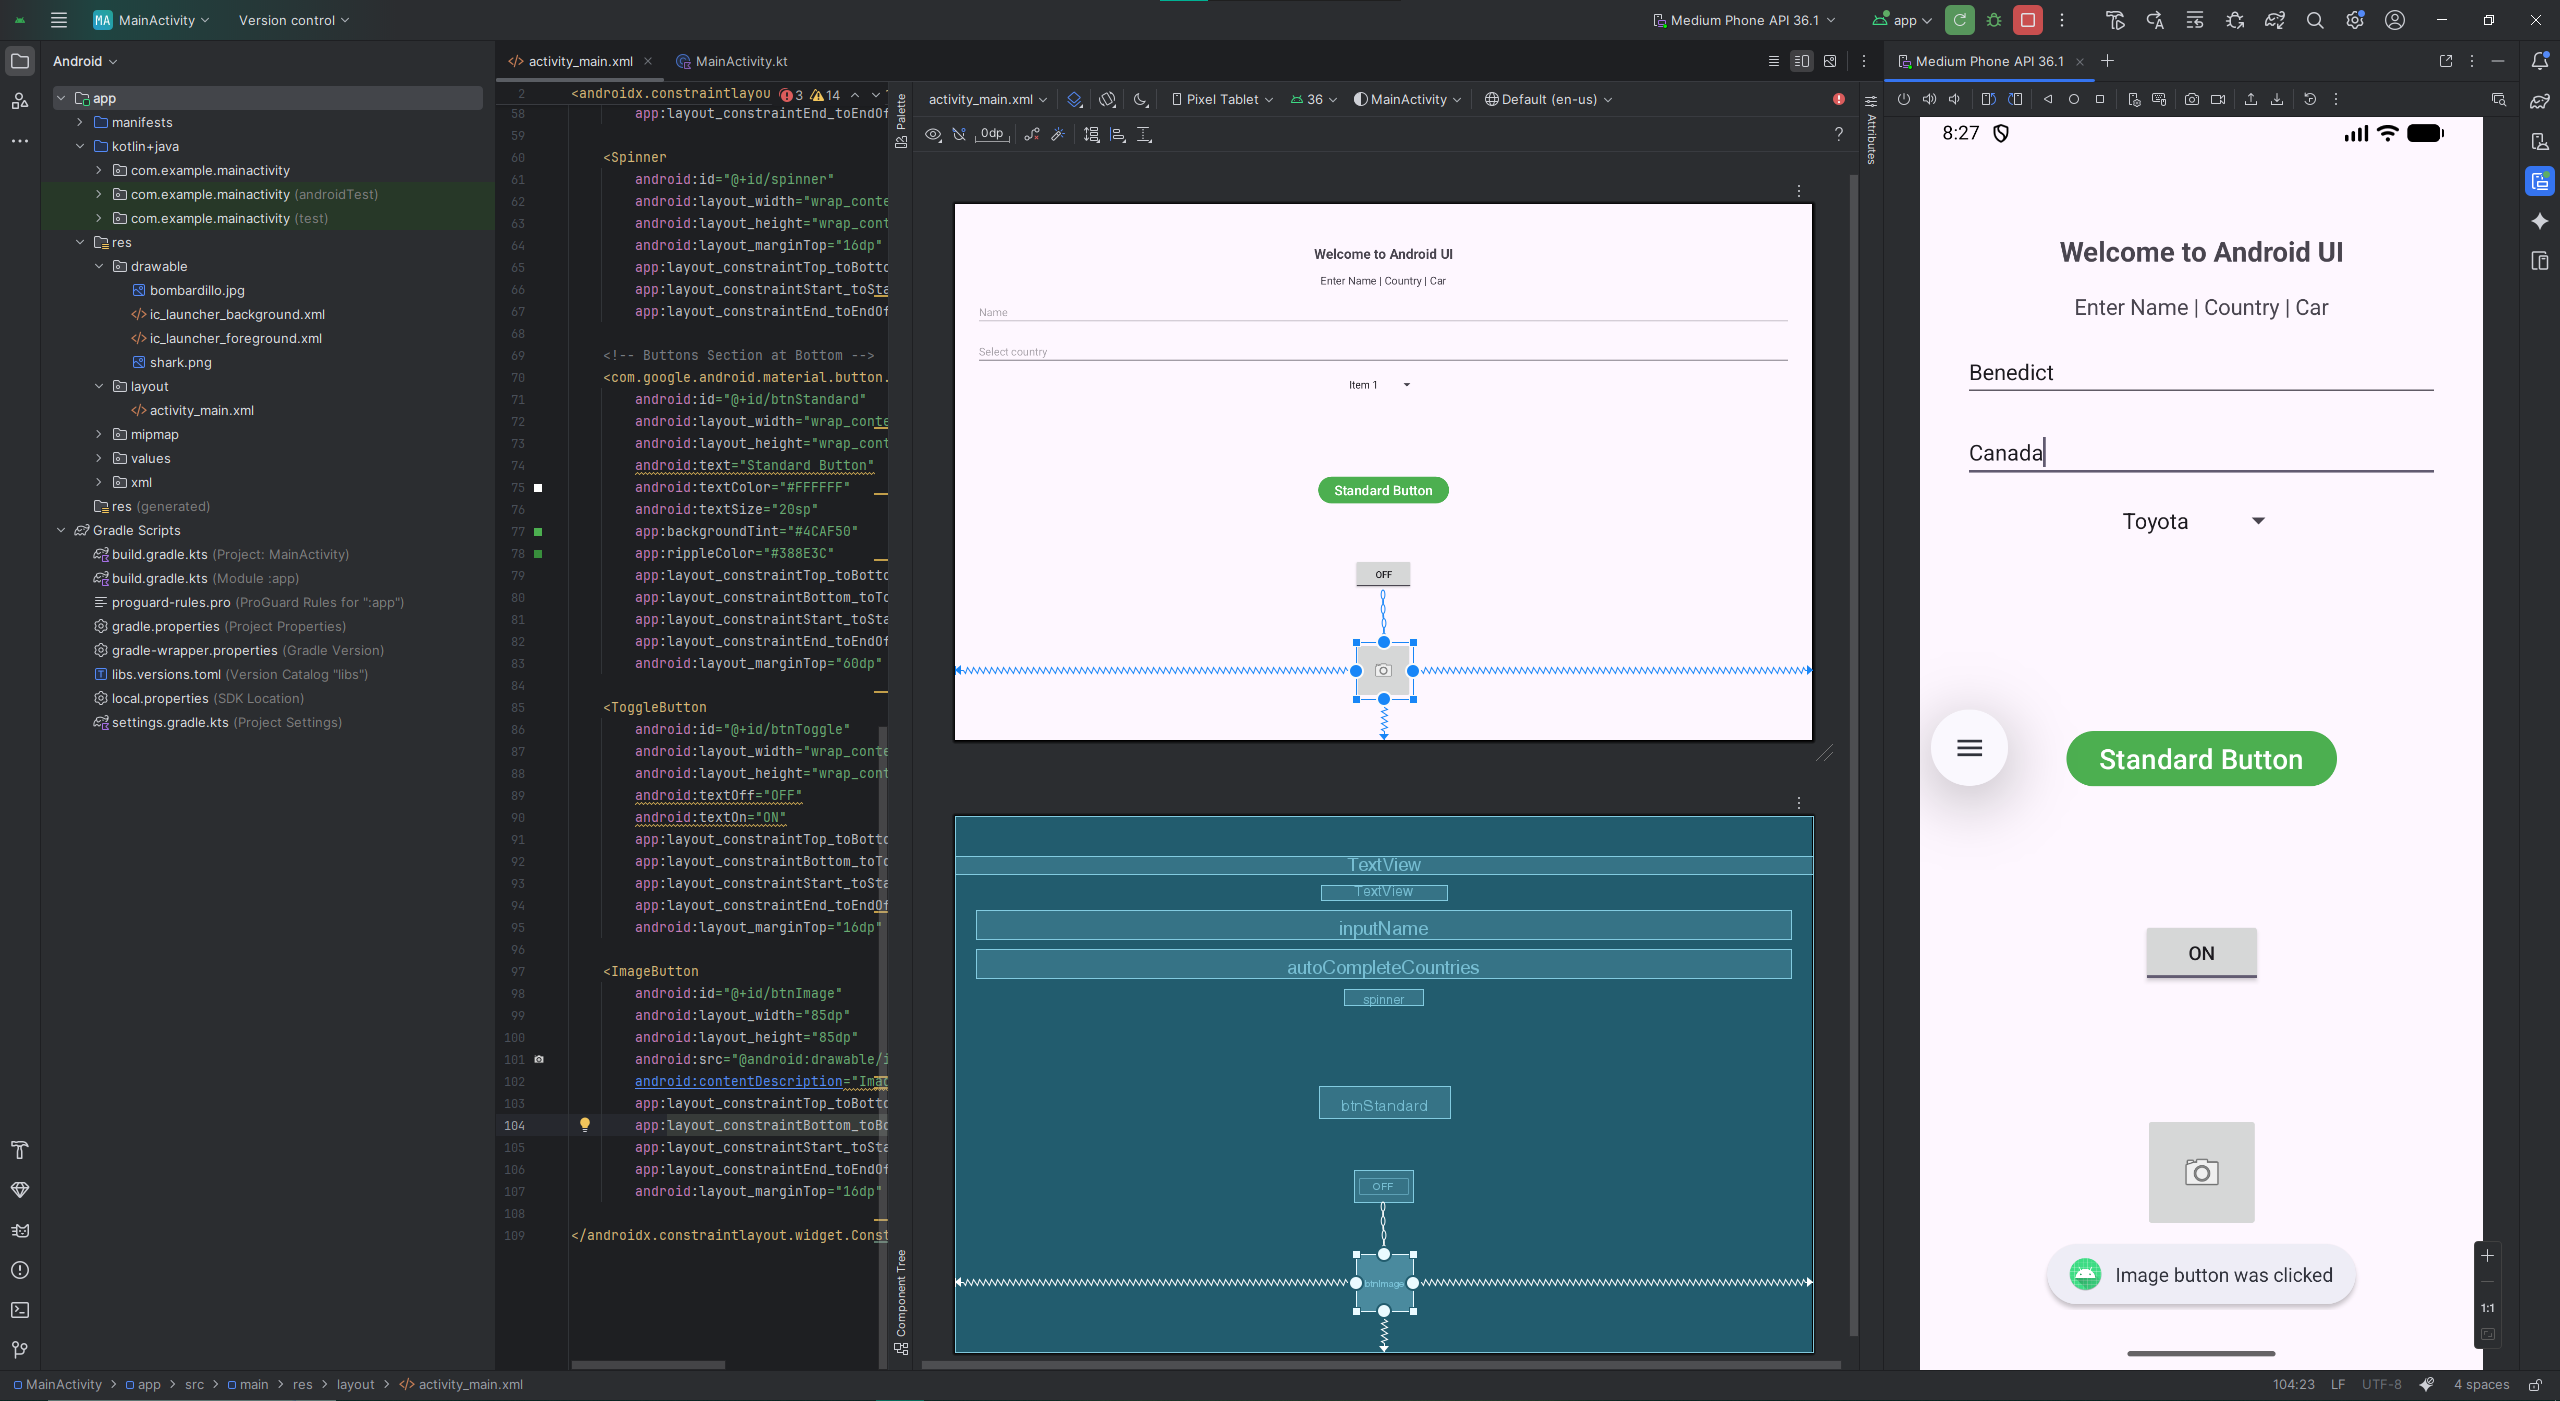 MA MainActivity Version control
Medium Phone API 36.1 app
Android
app
manifests
kotlin+java
com.example.mainactivity
com.example.mainactivity (androidTest)
com.example.mainactivity (test)
res
drawable
bombardillo.jpg
ic_launcher_background.xml
ic_launcher_foreground.xml
shark.png
layout
activity_main.xml
mipmap
values
xml
res (generated)
Gradle Scripts
build.gradle.kts (Project: MainActivity)
build.gradle.kts (Module :app)
proguard-rules.pro (ProGuard Rules for ":app")
gradle.properties (Project Properties)
gradle-wrapper.properties (Gradle Version)
libs.versions.toml (Version Catalog "libs")
local.properties (SDK Location)
settings.gradle.kts (Project Settings)
activity_main.xml MainActivity.kt
2 <androidx.constraintlayou 3 14
58 app:layout_constraintEnd_toEndOf
59
60 <Spinner
61 android:id="@+id/spinner"
62 android:layout_width="wrap_conte
63 android:layout_height="wrap_cont
64 android:layout_marginTop="16dp"
65 app:layout_constraintTop_toBotto
66 app:layout_constraintStart_toSta
67 app:layout_constraintEnd_toEndOf
68
69 <!-- Buttons Section at Bottom -->
70 <com.google.android.material.button.
71 android:id="@+id/btnStandard"
72 android:layout_width="wrap_conte
73 android:layout_height="wrap_cont
74 android:text="Standard Button"
75 android:textColor="#FFFFFF"
76 android:textSize="20sp"
77 app:backgroundTint="#4CAF50"
78 app:rippleColor="#388E3C"
79 app:layout_constraintTop_toBotto
80 app:layout_constraintBottom_toTo
81 app:layout_constraintStart_toSta
82 app:layout_constraintEnd_toEndOf
83 android:layout_marginTop="60dp"
84
85 <ToggleButton
86 android:id="@+id/btnToggle"
87 android:layout_width="wrap_conte
88 android:layout_height="wrap_cont
89 android:textOff="OFF"
90 android:textOn="ON"
91 app:layout_constraintTop_toBotto
92 app:layout_constraintBottom_toTo
93 app:layout_constraintStart_toSta
94 app:layout_constraintEnd_toEndOf
95 android:layout_marginTop="16dp"
96
97 <ImageButton
98 android:id="@+id/btnImage"
99 android:layout_width="85dp"
100 android:layout_height="85dp"
101 android:src="@android:drawable/i
102 android:contentDescription="Imag
103 app:layout_constraintTop_toBotto
104 app:layout_constraintBottom_toBo
105 app:layout_constraintStart_toSta
106 app:layout_constraintEnd_toEndOf
107 android:layout_marginTop="16dp"
108
109 </androidx.constraintlayout.widget.Const
Palette
Component Tree
activity_main.xml Pixel Tablet 36 MainActivity Default (en-us)
0dp ?
Attributes
Welcome to Android UI
Enter Name | Country | Car
Name
Select country
Item 1
Standard Button
OFF
TextView
TextView
inputName
autoCompleteCountries
spinner
btnStandard
OFF
btnImage
Medium Phone API 36.1
8:27
Welcome to Android UI
Enter Name | Country | Car
Benedict
Canada
Toyota
Standard Button
ON
Image button was clicked
1:1
MainActivity > app > src > main > res > layout > activity_main.xml
104:23 LF UTF-8 4 spaces